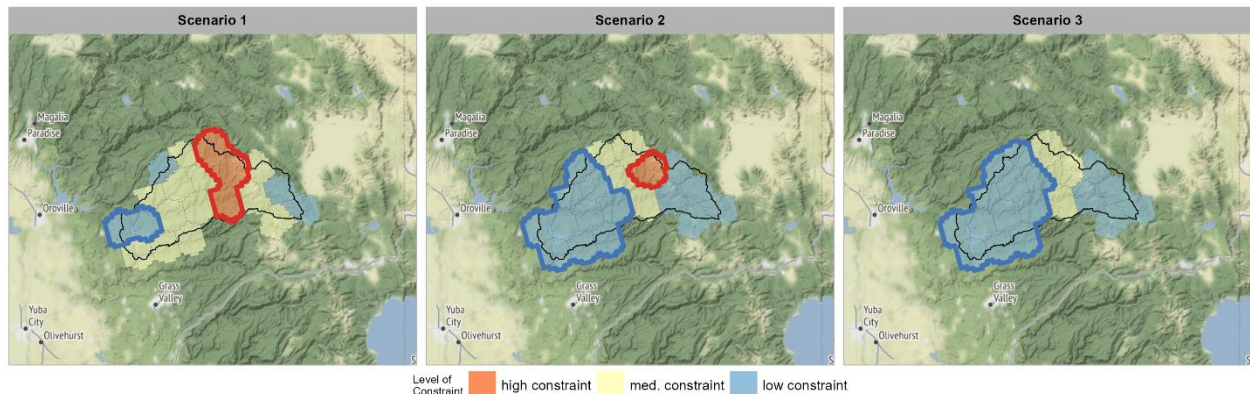 Scenario 1
Scenario 2
Scenario 3
Magalia
Paradise
Oroville
Grass
Valley
Yuba
City
Olivehurst
S
Magalia
Paradise
Oroville
Grass
Valley
Yuba
City
Olivehurst
S
Magalia
Paradise
Oroville
Grass
Valley
Yuba
City
Olivehurst
S
Level of
Constraint
high constraint
med. constraint
low constraint